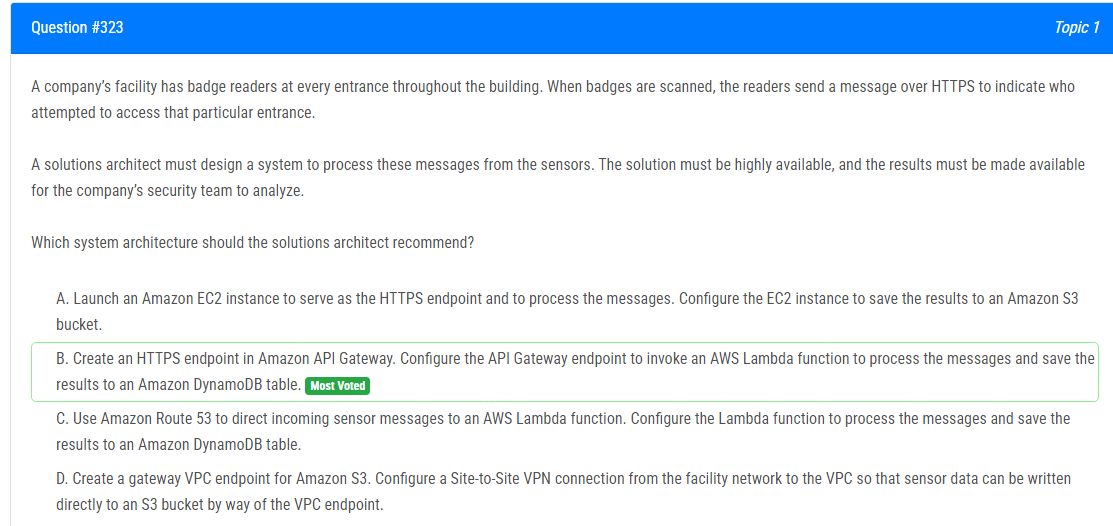 Question #323
Topic 1
A company’s facility has badge readers at every entrance throughout the building. When badges are scanned, the readers send a message over HTTPS to indicate who
attempted to access that particular entrance.
A solutions architect must design a system to process these messages from the sensors. The solution must be highly available, and the results must be made available
for the company’s security team to analyze.
Which system architecture should the solutions architect recommend?
A. Launch an Amazon EC2 instance to serve as the HTTPS endpoint and to process the messages. Configure the EC2 instance to save the results to an Amazon S3
bucket.
B. Create an HTTPS endpoint in Amazon API Gateway. Configure the API Gateway endpoint to invoke an AWS Lambda function to process the messages and save the
results to an Amazon DynamoDB table. Most Voted
C. Use Amazon Route 53 to direct incoming sensor messages to an AWS Lambda function. Configure the Lambda function to process the messages and save the
results to an Amazon DynamoDB table.
D. Create a gateway VPC endpoint for Amazon S3. Configure a Site-to-Site VPN connection from the facility network to the VPC so that sensor data can be written
directly to an S3 bucket by way of the VPC endpoint.